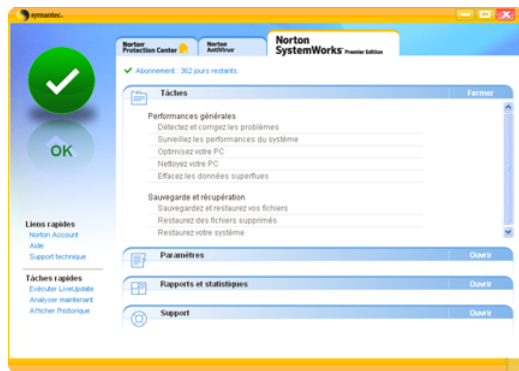 symantec.
Norton
Protection Center
Norton
AntiVirus
Norton
SystemWorks Premier Edition
Abonnement : 362 jours restants.
OK
Tâches
Fermer
Performances générales
Détectez et corrigez les problèmes
Surveillez les performances du système
Optimisez votre PC
Nettoyez votre PC
Effacez les données superflues
Sauvegarde et récupération
Sauvegardez et restaurez vos fichiers
Restaurez des fichiers supprimés
Restaurez votre système
Paramètres
Ouvrir
Rapports et statistiques
Ouvrir
Support
Ouvrir
Liens rapides
Norton Account
Aide
Support technique
Tâches rapides
Exécuter LiveUpdate
Analyser maintenant
Afficher l'historique